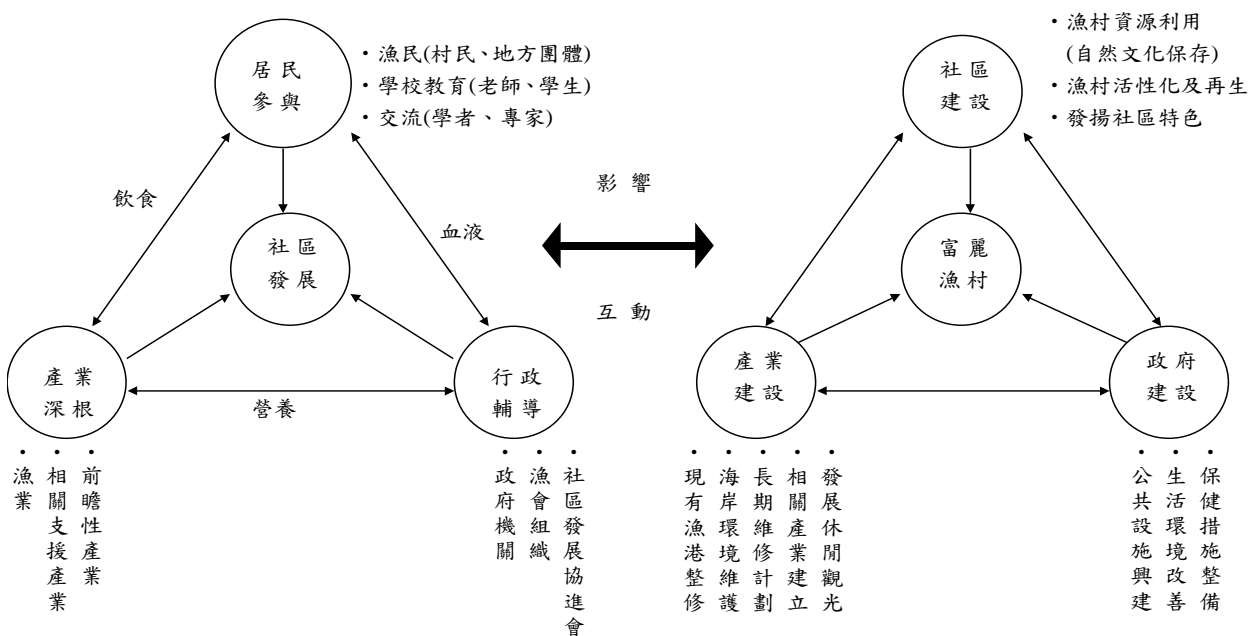 居民
參與
・漁民(村民、地方團體)
・學校教育(老師、學生)
・交流(學者、專家)
飲食
血液
社區
發展
產業
深根
營養
行政
輔導
・漁業
・相關支援產業
・前瞻性產業
・政府機關
・漁會組織
・社區發展協進會
影響
互動
社區
建設
・漁村資源利用
(自然文化保存)
・漁村活性化及再生
・發揚社區特色
富麗
漁村
產業
建設
政府
建設
・現有漁港整修
・海岸環境維護
・長期維修計劃
・相關產業建立
・發展休閒觀光
・公共設施興建
・生活環境改善
・保健措施整備